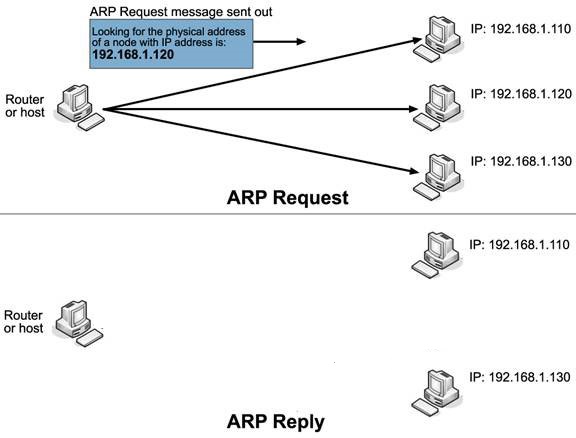 ARP Request message sent out
Looking for the physical address
of a node with IP address is:
192.168.1.120
IP: 192.168.1.110
Router
or host
IP: 192.168.1.120
IP: 192.168.1.130
ARP Request
IP: 192.168.1.110
Router
or host
IP: 192.168.1.130
ARP Reply